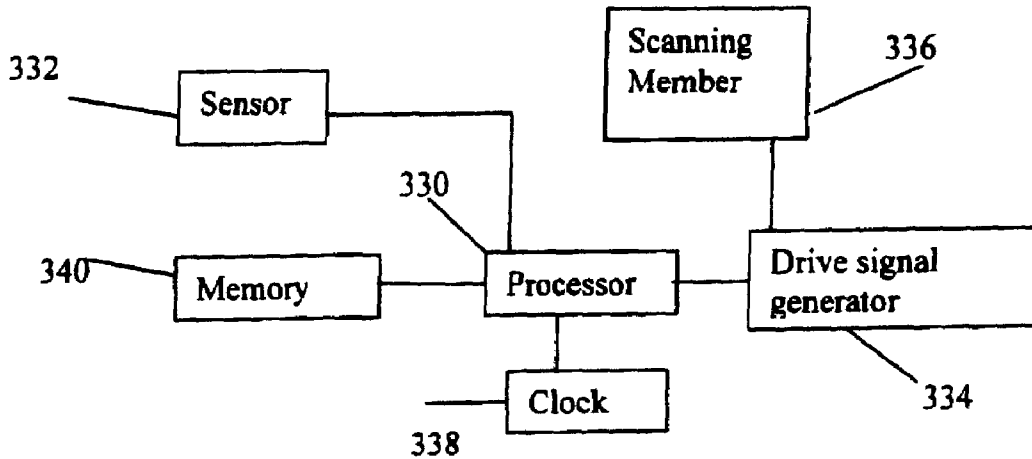 Scanning
Member
336
332
Sensor
330
340
Memory
Processor
Drive signal
generator
334
Clock
338